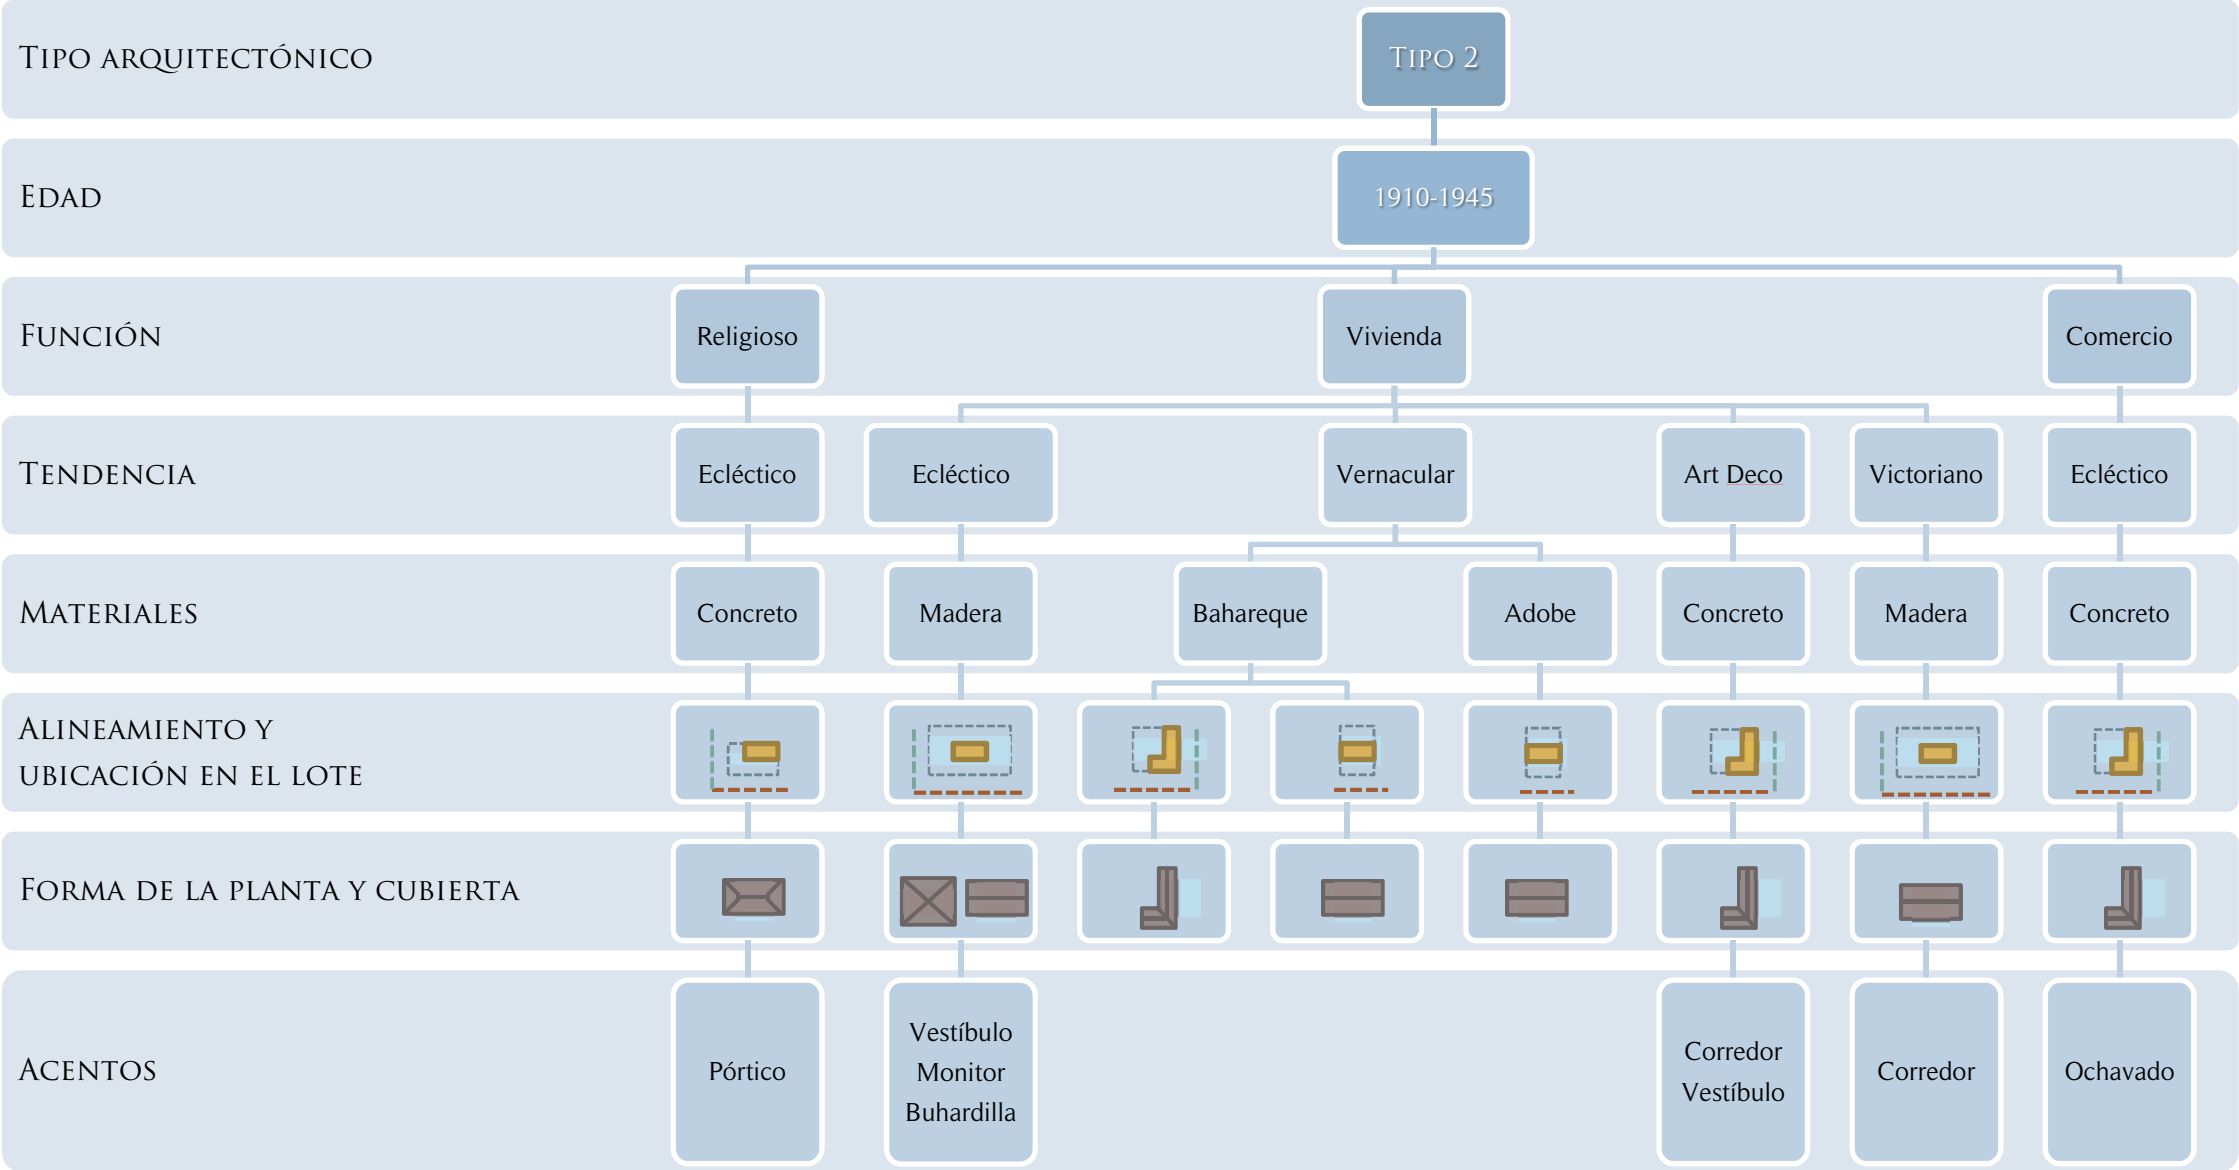 Tipo arquitectónico
Tipo 2
Edad
1910-1945
Función
Religioso
Vivienda
Comercio
Tendencia
Ecléctico
Ecléctico
Vernacular
Art Deco
Victoriano
Ecléctico
Materiales
Concreto
Madera
Bahareque
Adobe
Concreto
Madera
Concreto
Alineamiento y
ubicación en el lote
Forma de la planta y cubierta
Acentos
Pórtico
Vestíbulo
Monitor
Buhardilla
Corredor
Vestíbulo
Corredor
Ochavado